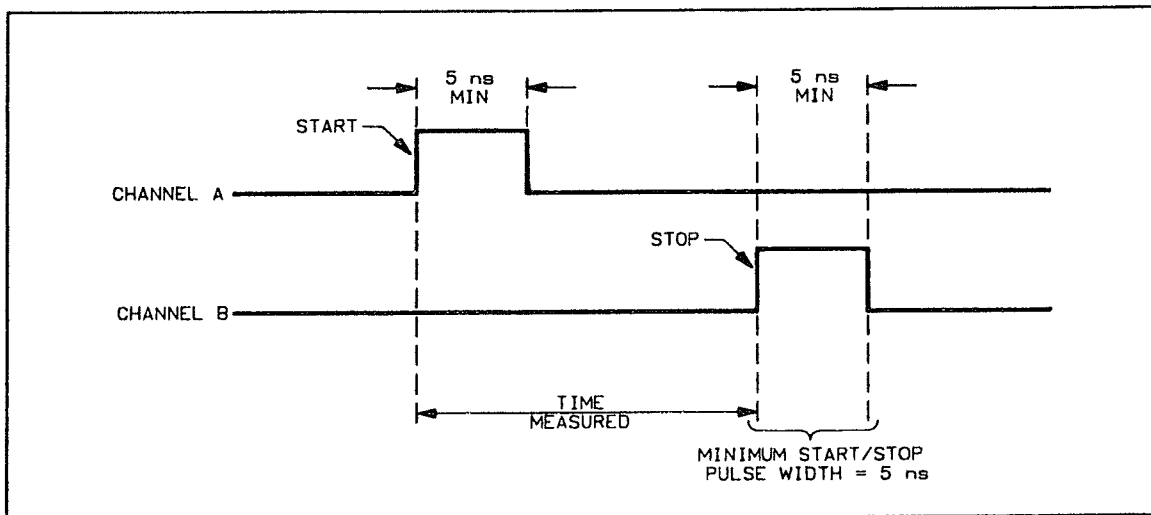 5 ns
MIN
5 ns
MIN
START
CHANNEL A
STOP
CHANNEL B
TIME
MEASURED
MINIMUM START/STOP
PULSE WIDTH = 5 ns